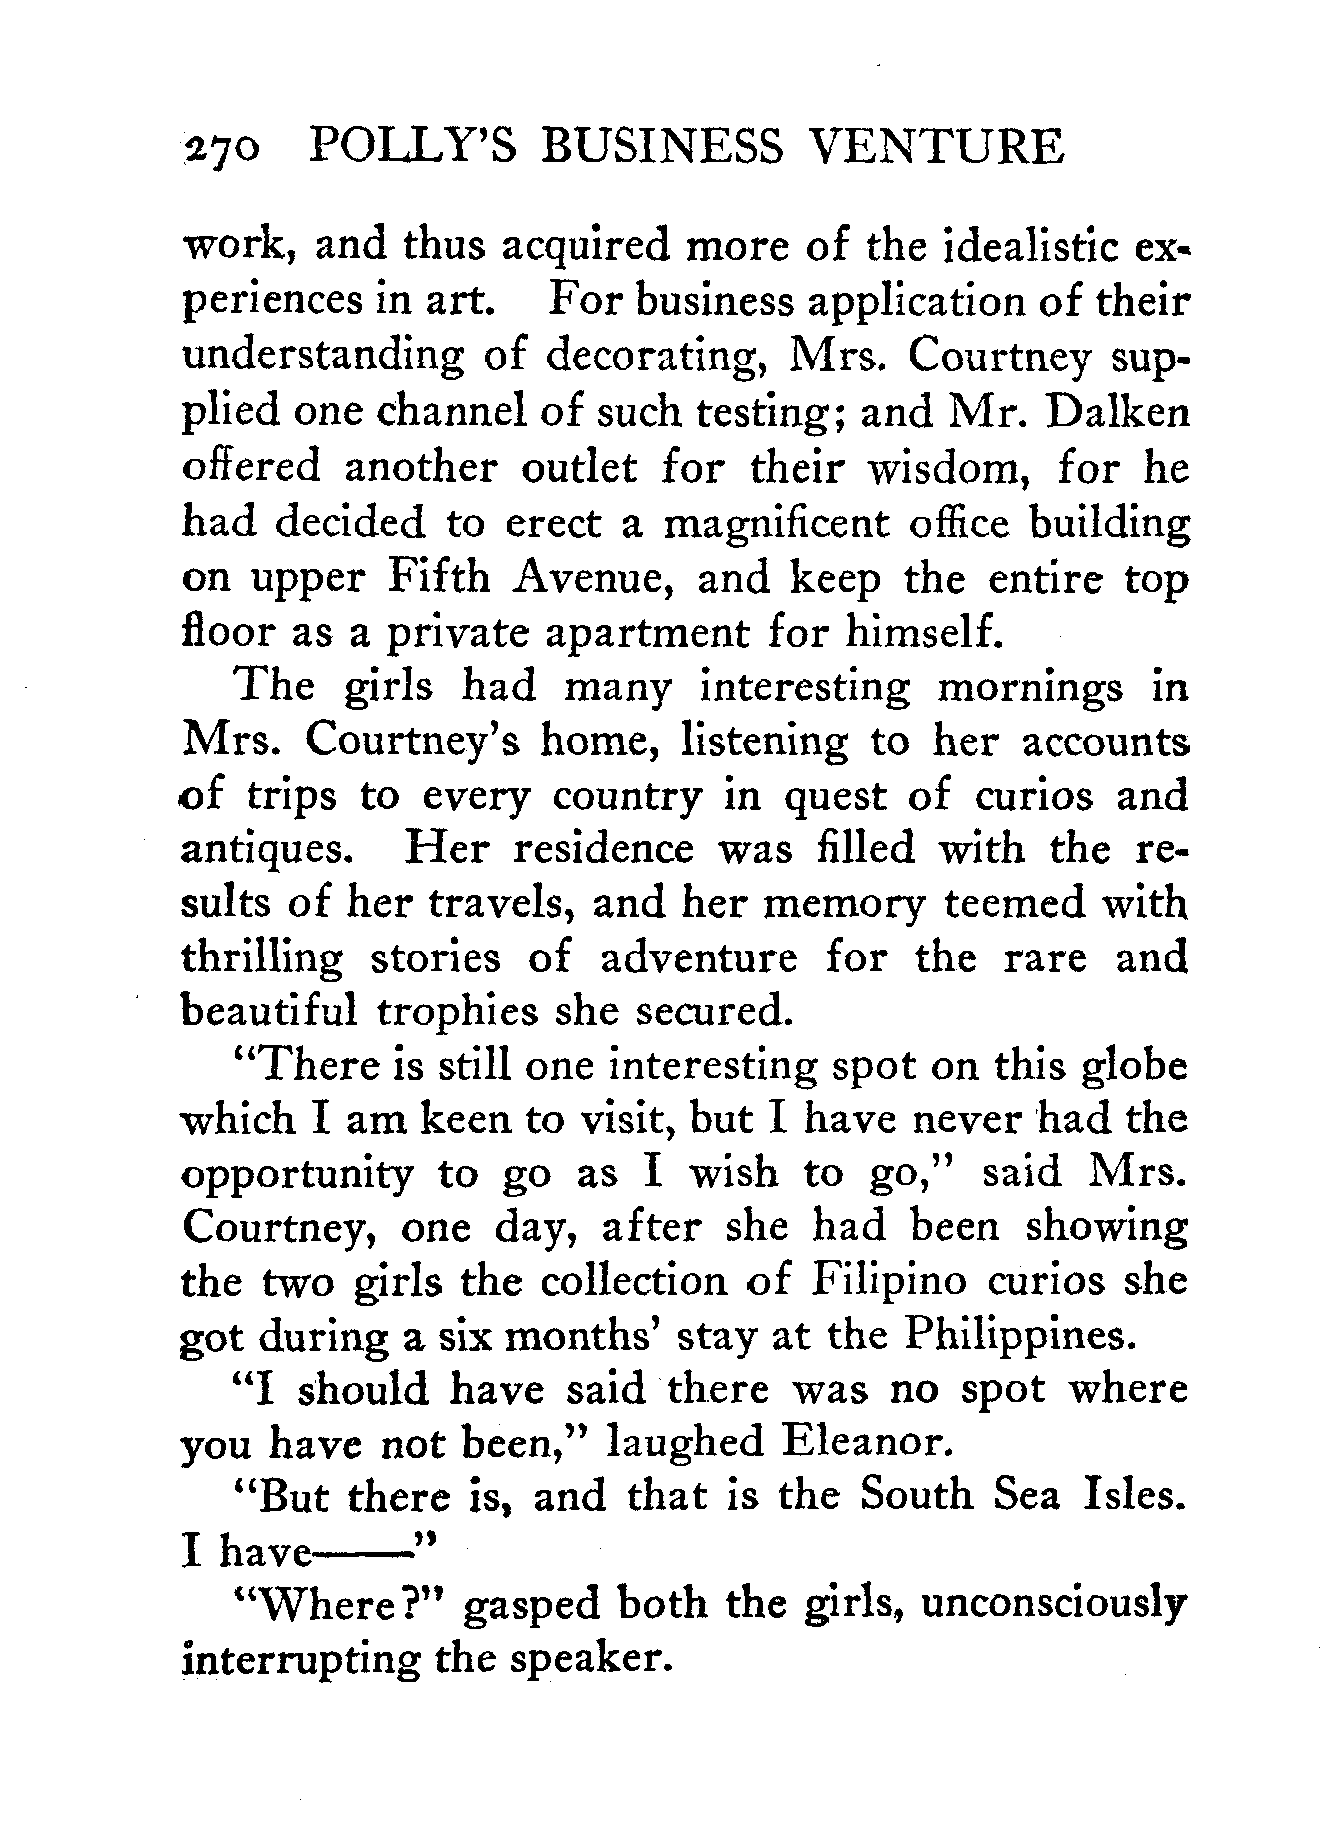 270 POLLY'S BUSINESS VENTURE
work, and thus acquired more of the idealistic ex-
periences in art. For business application of their
understanding of decorating, Mrs. Courtney sup-
plied one channel of such testing; and Mr. Dalken
offered another outlet for their wisdom, for he
had decided to erect a magnificent office building
on upper Fifth Avenue, and keep the entire top
floor as a private apartment for himself.
The girls had many interesting mornings in
Mrs. Courtney's home, listening to her accounts
of trips to every country in quest of curios and
antiques. Her residence was filled with the re-
sults of her travels, and her memory teemed with
thrilling stories of adventure for the rare and
beautiful trophies she secured.
"There is still one interesting spot on this globe
which I am keen to visit, but I have never had the
opportunity to go as I wish to go," said Mrs.
Courtney, one day, after she had been showing
the two girls the collection of Filipino curios she
got during a six months' stay at the Philippines.
"I should have said there was no spot where
you have not been," laughed Eleanor.
"But there is, and that is the South Sea Isles.
I have——"
"Where?" gasped both the girls, unconsciously
interrupting the speaker.